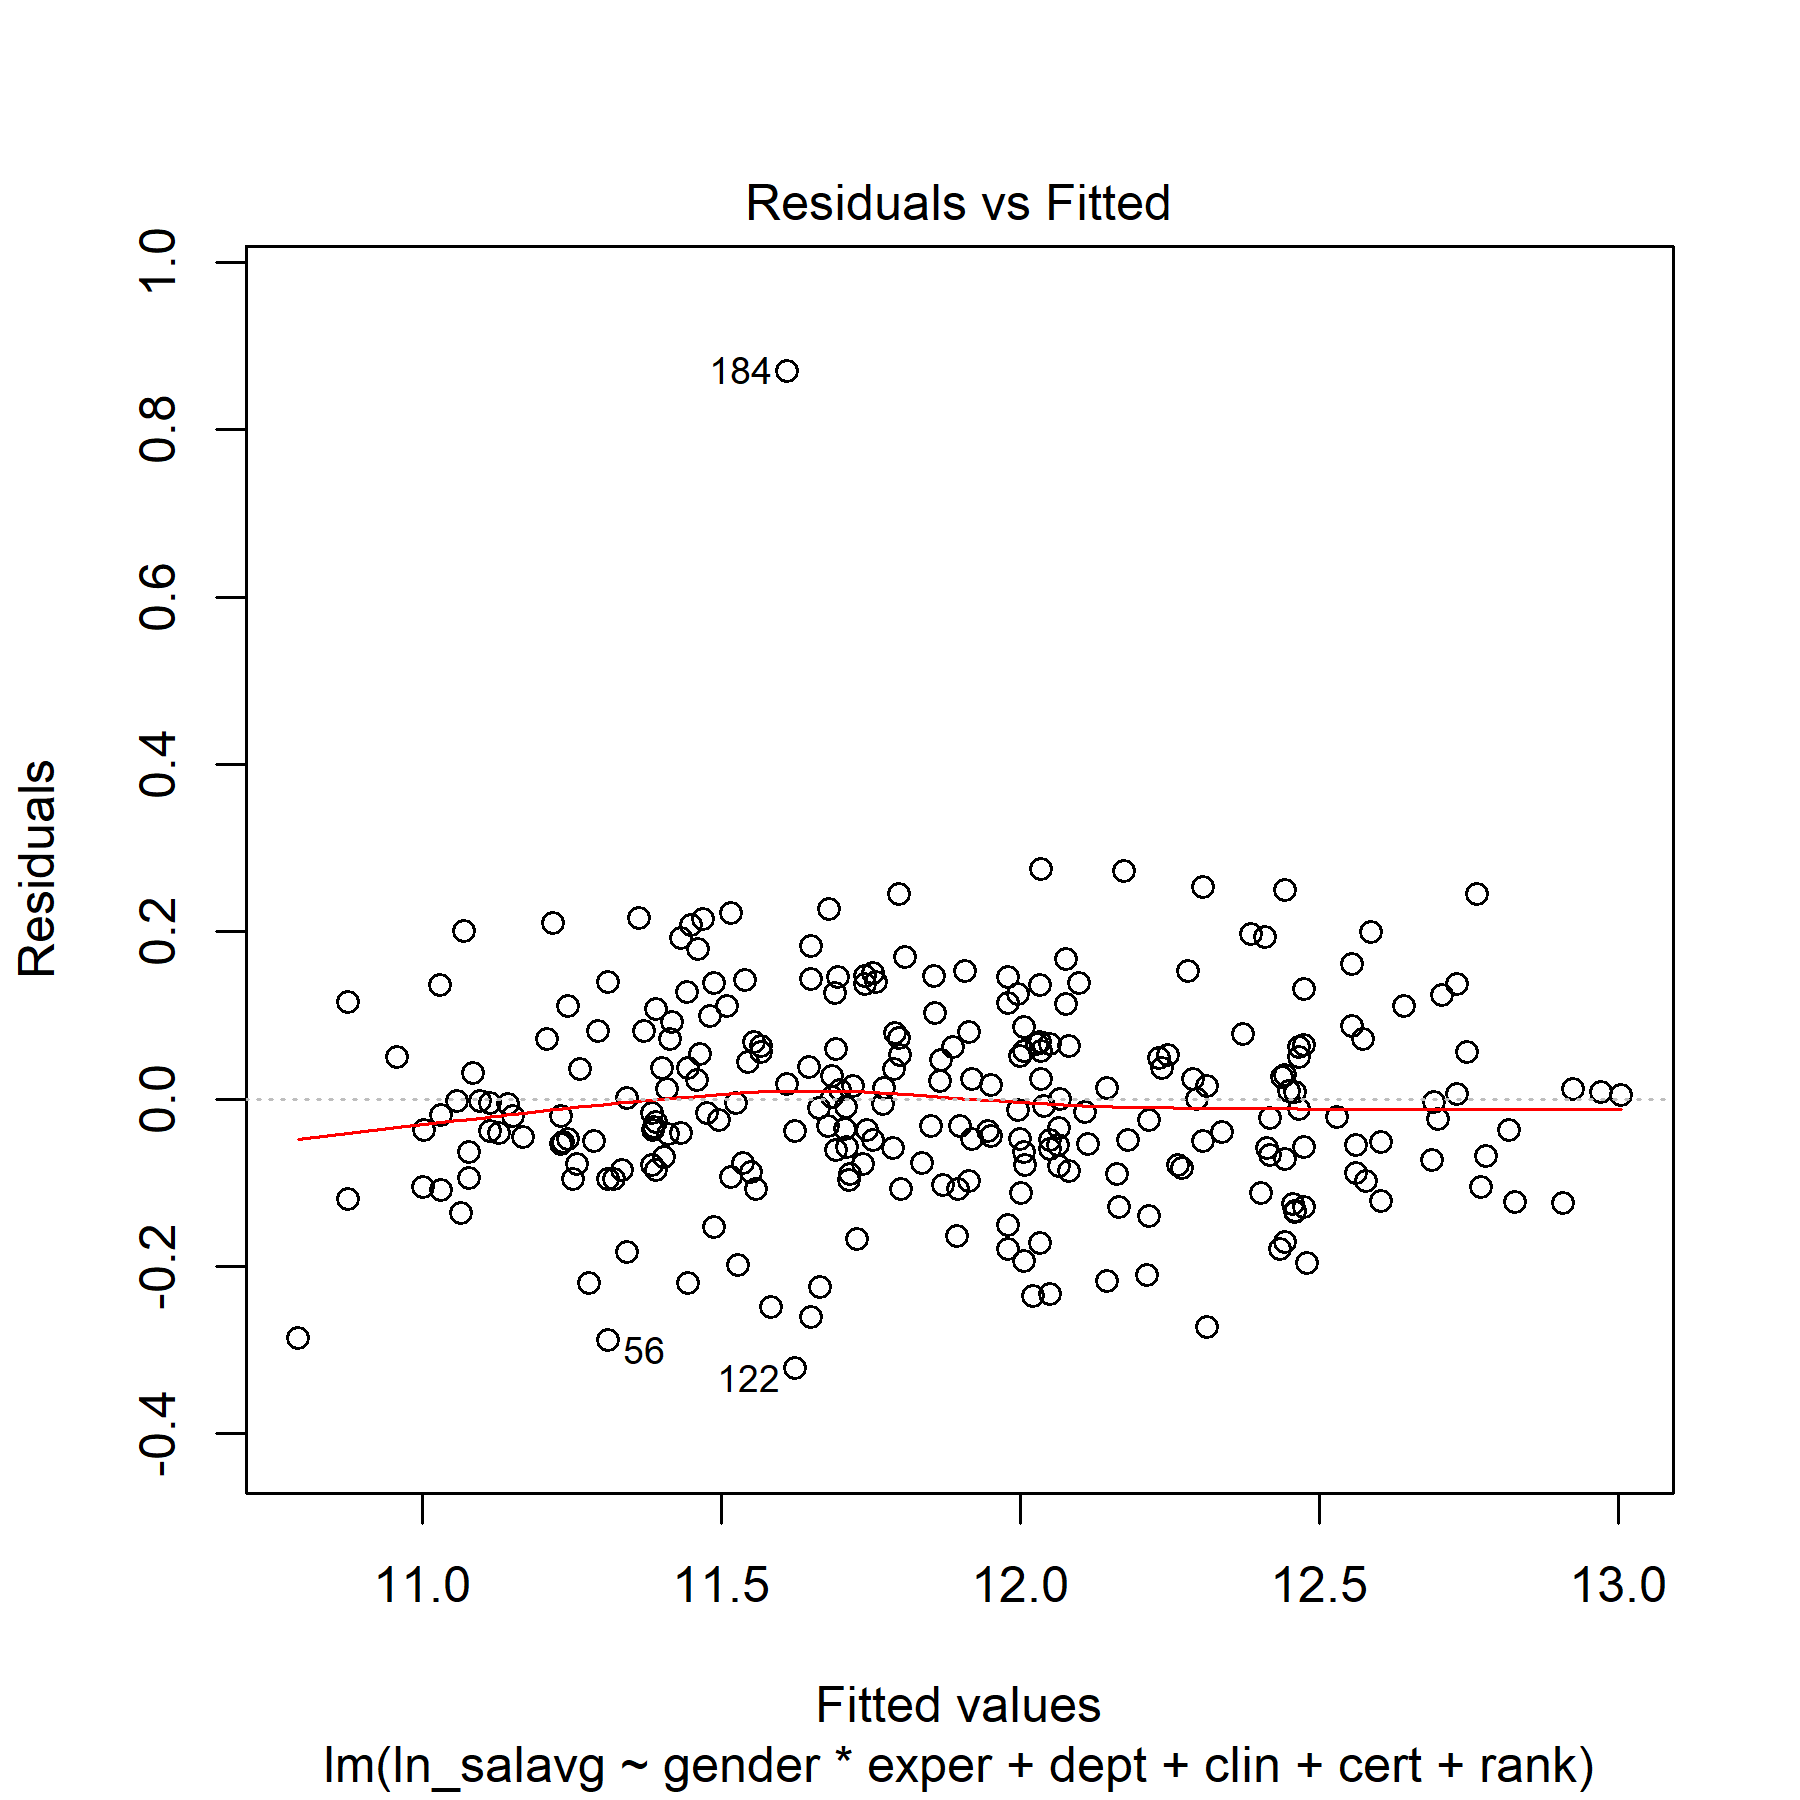 Residuals vs Fitted
1.0
0.8
0.6
0.4
0.2
0.0
-0.2
-0.4
Residuals
184
56
122
11.0 11.5 12.0 12.5 13.0
Fitted values
lm(ln_salavg ~ gender * exper + dept + clin + cert + rank)